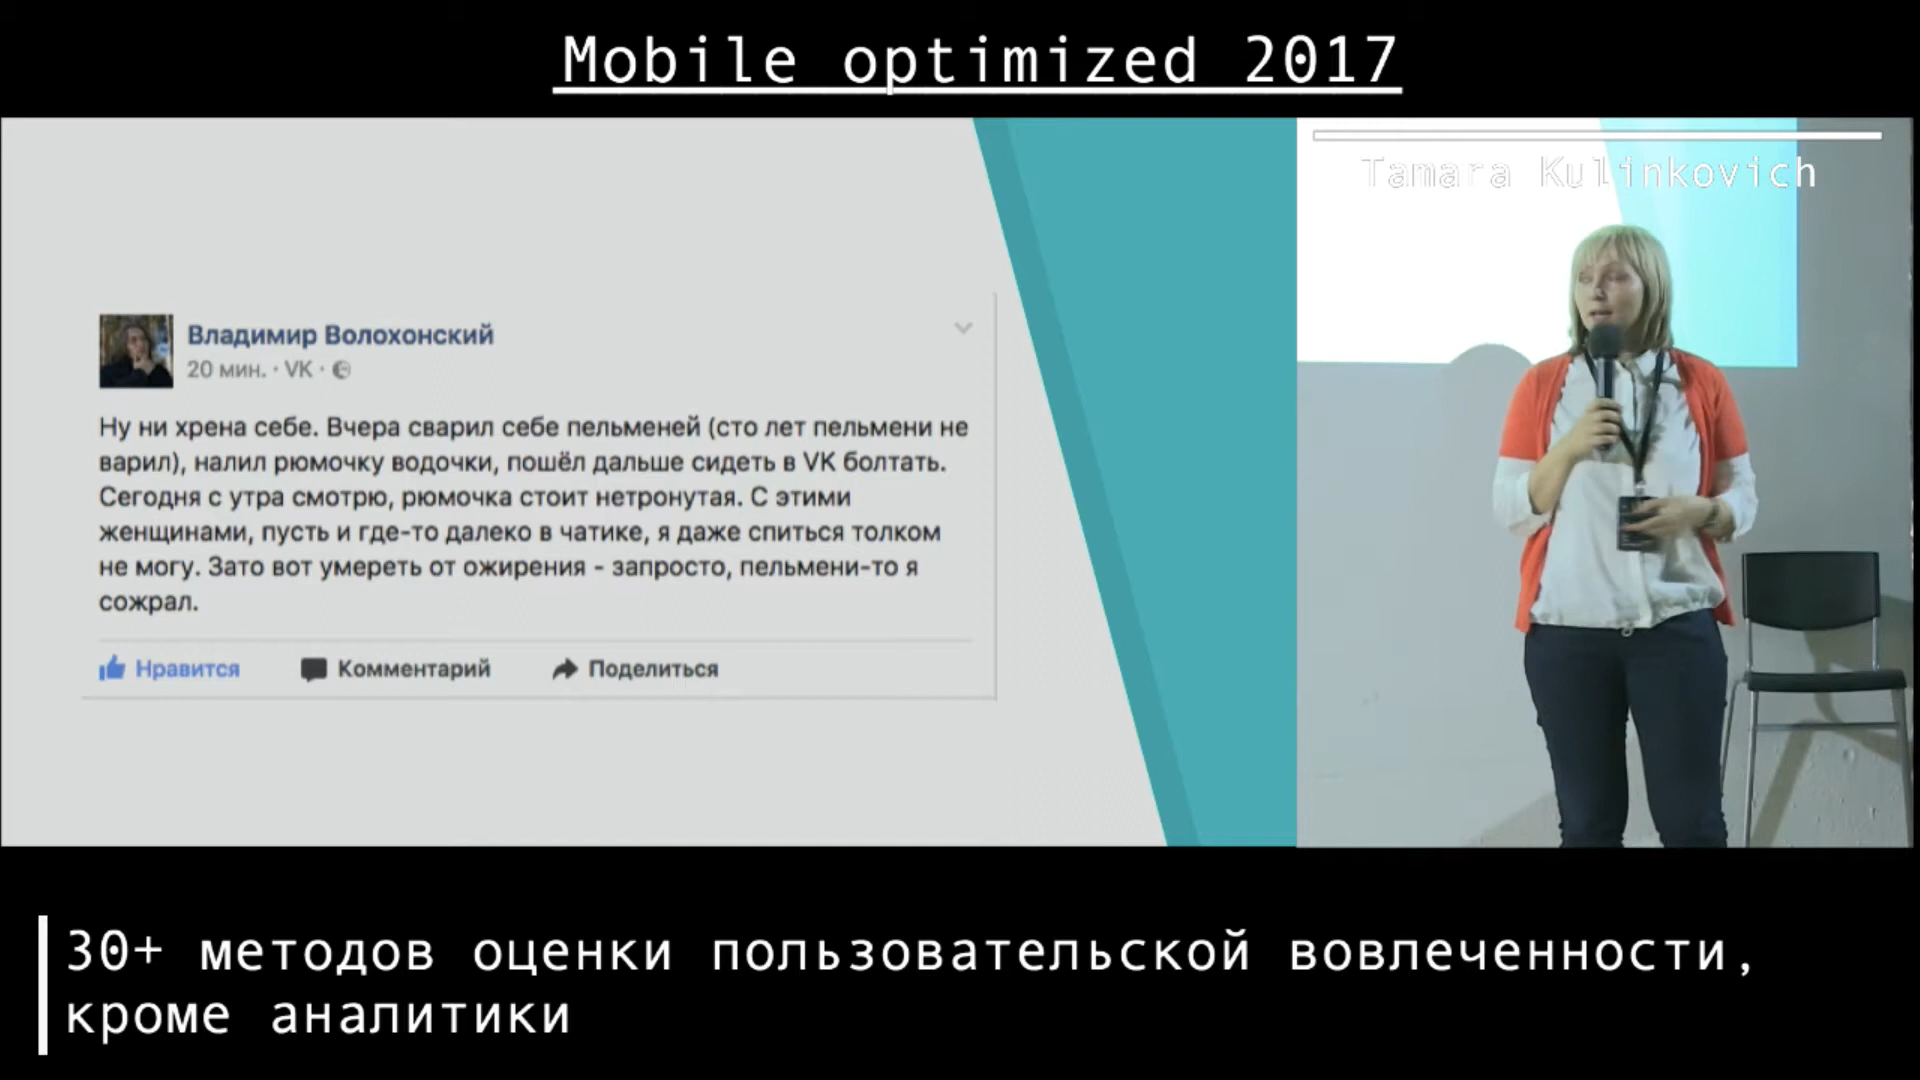 Mobile optimized 2017
Tamara Kulinkovich
Владимир Волохонский
20 мин. · VK ·
Ну ни хрена себе. Вчера сварил себе пельменей (сто лет пельмени не
варил), налил рюмочку водочки, пошёл дальше сидеть в VK болтать.
Сегодня с утра смотрю, рюмочка стоит нетронутая. С этими
женщинами, пусть и где-то далеко в чатике, я даже спиться толком
не могу. Зато вот умереть от ожирения - запросто, пельмени-то я
сожрал.
Нравится Комментарий Поделиться
30+ методов оценки пользовательской вовлеченности,
кроме аналитики